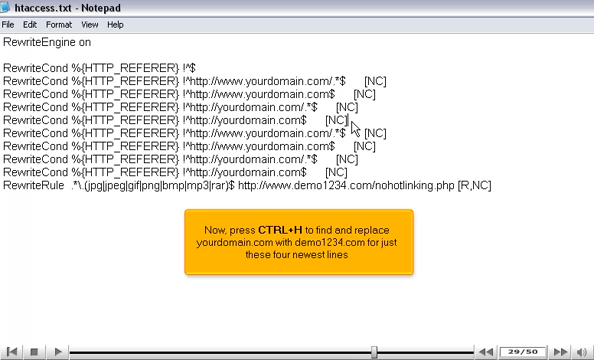 htaccess.txt - Notepad
File Edit Format View Help
RewriteEngine on
RewriteCond %{HTTP_REFERER} !^$
RewriteCond %{HTTP_REFERER} !^http://www.yourdomain.com/.*$ [NC]
RewriteCond %{HTTP_REFERER} !^http://www.yourdomain.com$ [NC]
RewriteCond %{HTTP_REFERER} !^http://yourdomain.com/.*$ [NC]
RewriteCond %{HTTP_REFERER} !^http://yourdomain.com$ [NC]
RewriteCond %{HTTP_REFERER} !^http://www.yourdomain.com/.*$ [NC]
RewriteCond %{HTTP_REFERER} !^http://www.yourdomain.com$ [NC]
RewriteCond %{HTTP_REFERER} !^http://yourdomain.com/.*$ [NC]
RewriteCond %{HTTP_REFERER} !^http://yourdomain.com$ [NC]
RewriteRule .*\.(jpg|jpeg|gif|png|bmp|mp3|rar)$ http://www.demo1234.com/nohotlinking.php [R,NC]
Now, press CTRL+H to find and replace
yourdomain.com with demo1234.com for just
these four newest lines
29/50